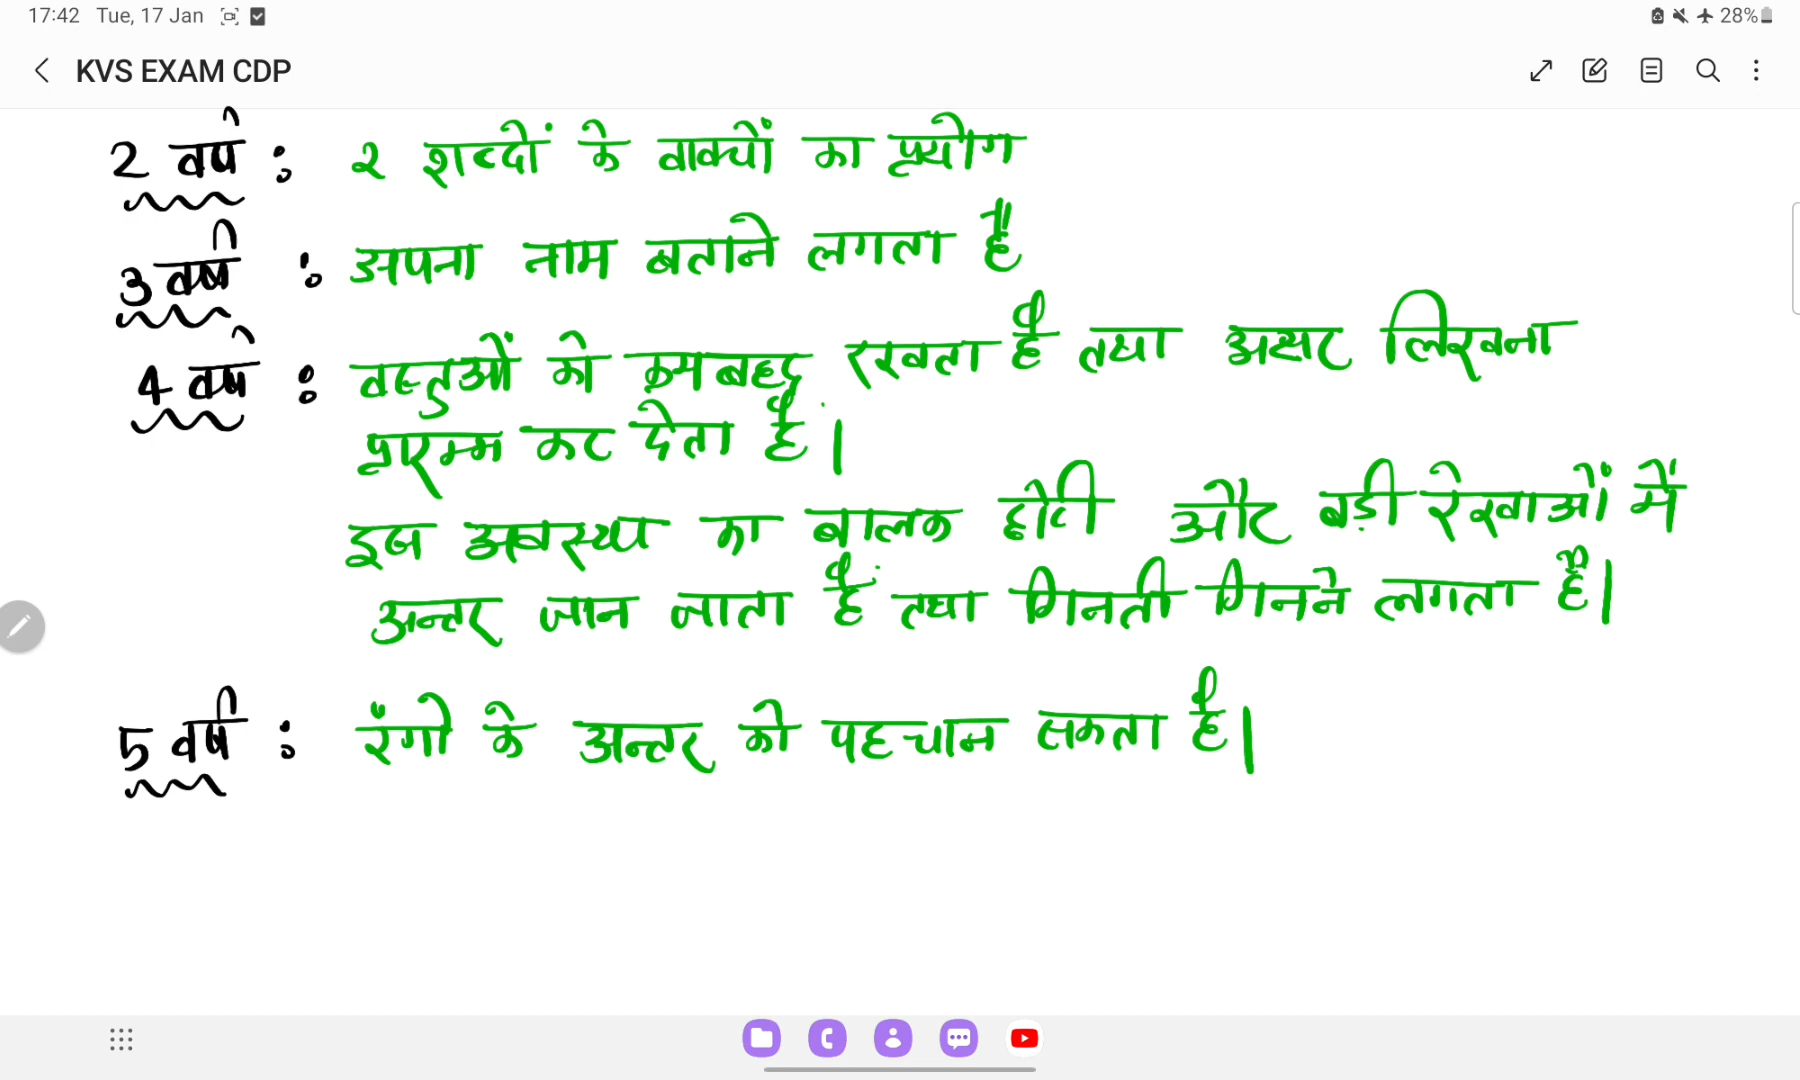 17:42 Tue, 17 Jan 28%
KVS EXAM CDP
2 वर्ष : २ शब्दों के वाक्यों का प्रयोग
3 वर्ष : अपना नाम बताने लगता है
4 वर्ष : वस्तुओं को क्रमबद्ध रखता है तथा अक्षर लिखना
प्रारम्भ कर देता है।
इस अवस्था का बालक छोटी और बड़ी रेखाओं में
अन्तर जान जाता है तथा गिनती गिनने लगता है।
5 वर्ष : रंगो के अन्तर को पहचान सकता है।